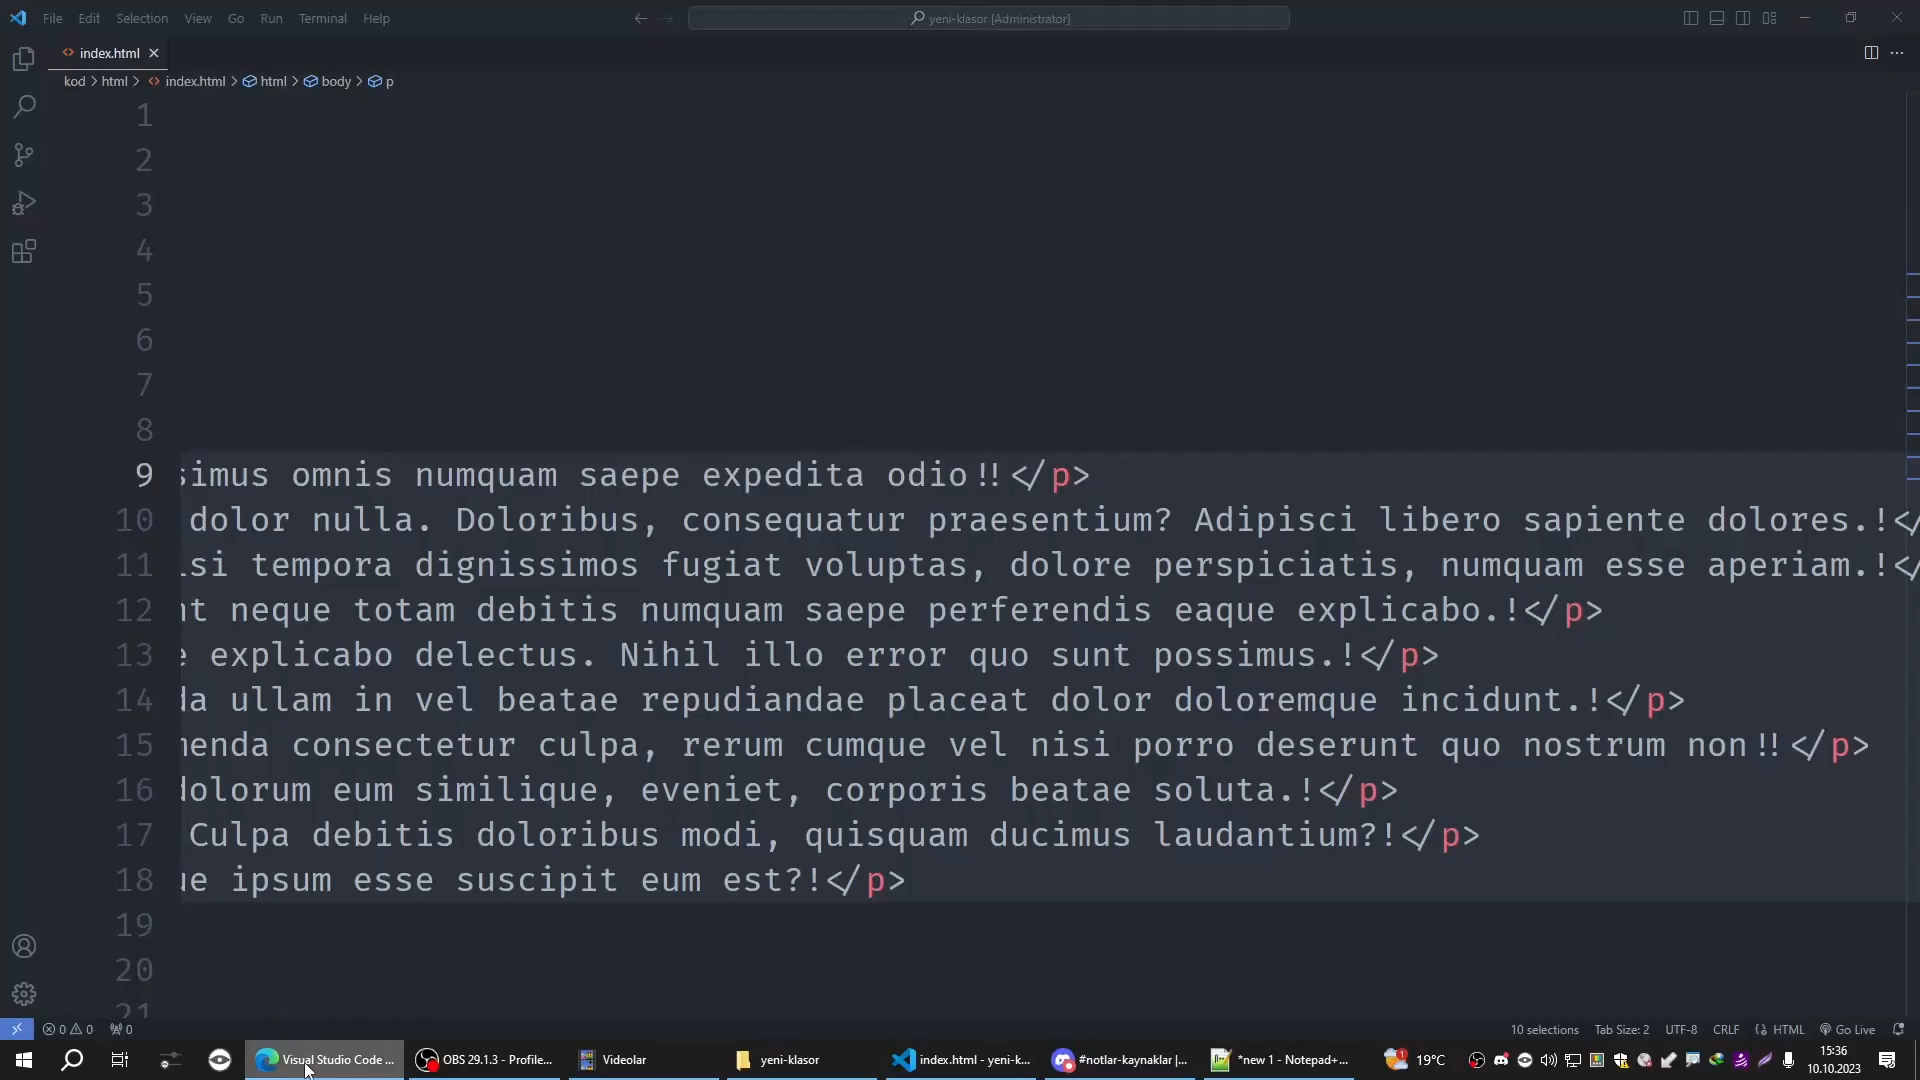 File Edit Selection View Go Run Terminal Help
yeni-klasor [Administrator]
index.html
kod > html > index.html > html > body > p
1
2
3
4
5
6
7
8
9 simus omnis numquam saepe expedita odio!!</p>
10 dolor nulla. Doloribus, consequatur praesentium? Adipisci libero sapiente dolores.!</
11 isi tempora dignissimos fugiat voluptas, dolore perspiciatis, numquam esse aperiam.!</
12 nt neque totam debitis numquam saepe perferendis eaque explicabo.!</p>
13 e explicabo delectus. Nihil illo error quo sunt possimus.!</p>
14 da ullam in vel beatae repudiandae placeat dolor doloremque incidunt.!</p>
15 menda consectetur culpa, rerum cumque vel nisi porro deserunt quo nostrum non!!</p>
16 dolorum eum similique, eveniet, corporis beatae soluta.!</p>
17 Culpa debitis doloribus modi, quisquam ducimus laudantium?!</p>
18 ue ipsum esse suscipit eum est?!</p>
19
20
21
0 0 0 10 selections Tab Size: 2 UTF-8 CRLF HTML Go Live
Visual Studio Code ... OBS 29.1.3 - Profile... Videolar yeni-klasor index.html - yeni-k... #notlar-kaynaklar |... *new 1 - Notepad+... 1 19°C 15:36
10.10.2023